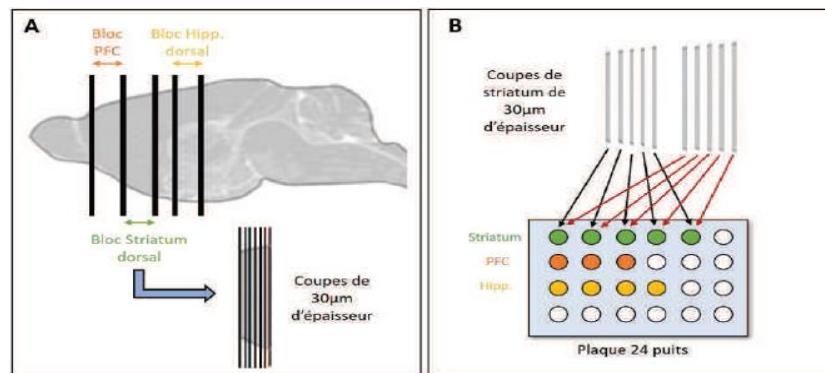 A
Bloc
PFC
Bloc Hipp.
dorsal
Bloc Striatum
dorsal
Coupes de
30µm
d'épaisseur
B
Coupes de
striatum de
30µm
d'épaisseur
Striatum
PFC
Hipp.
Plaque 24 puits